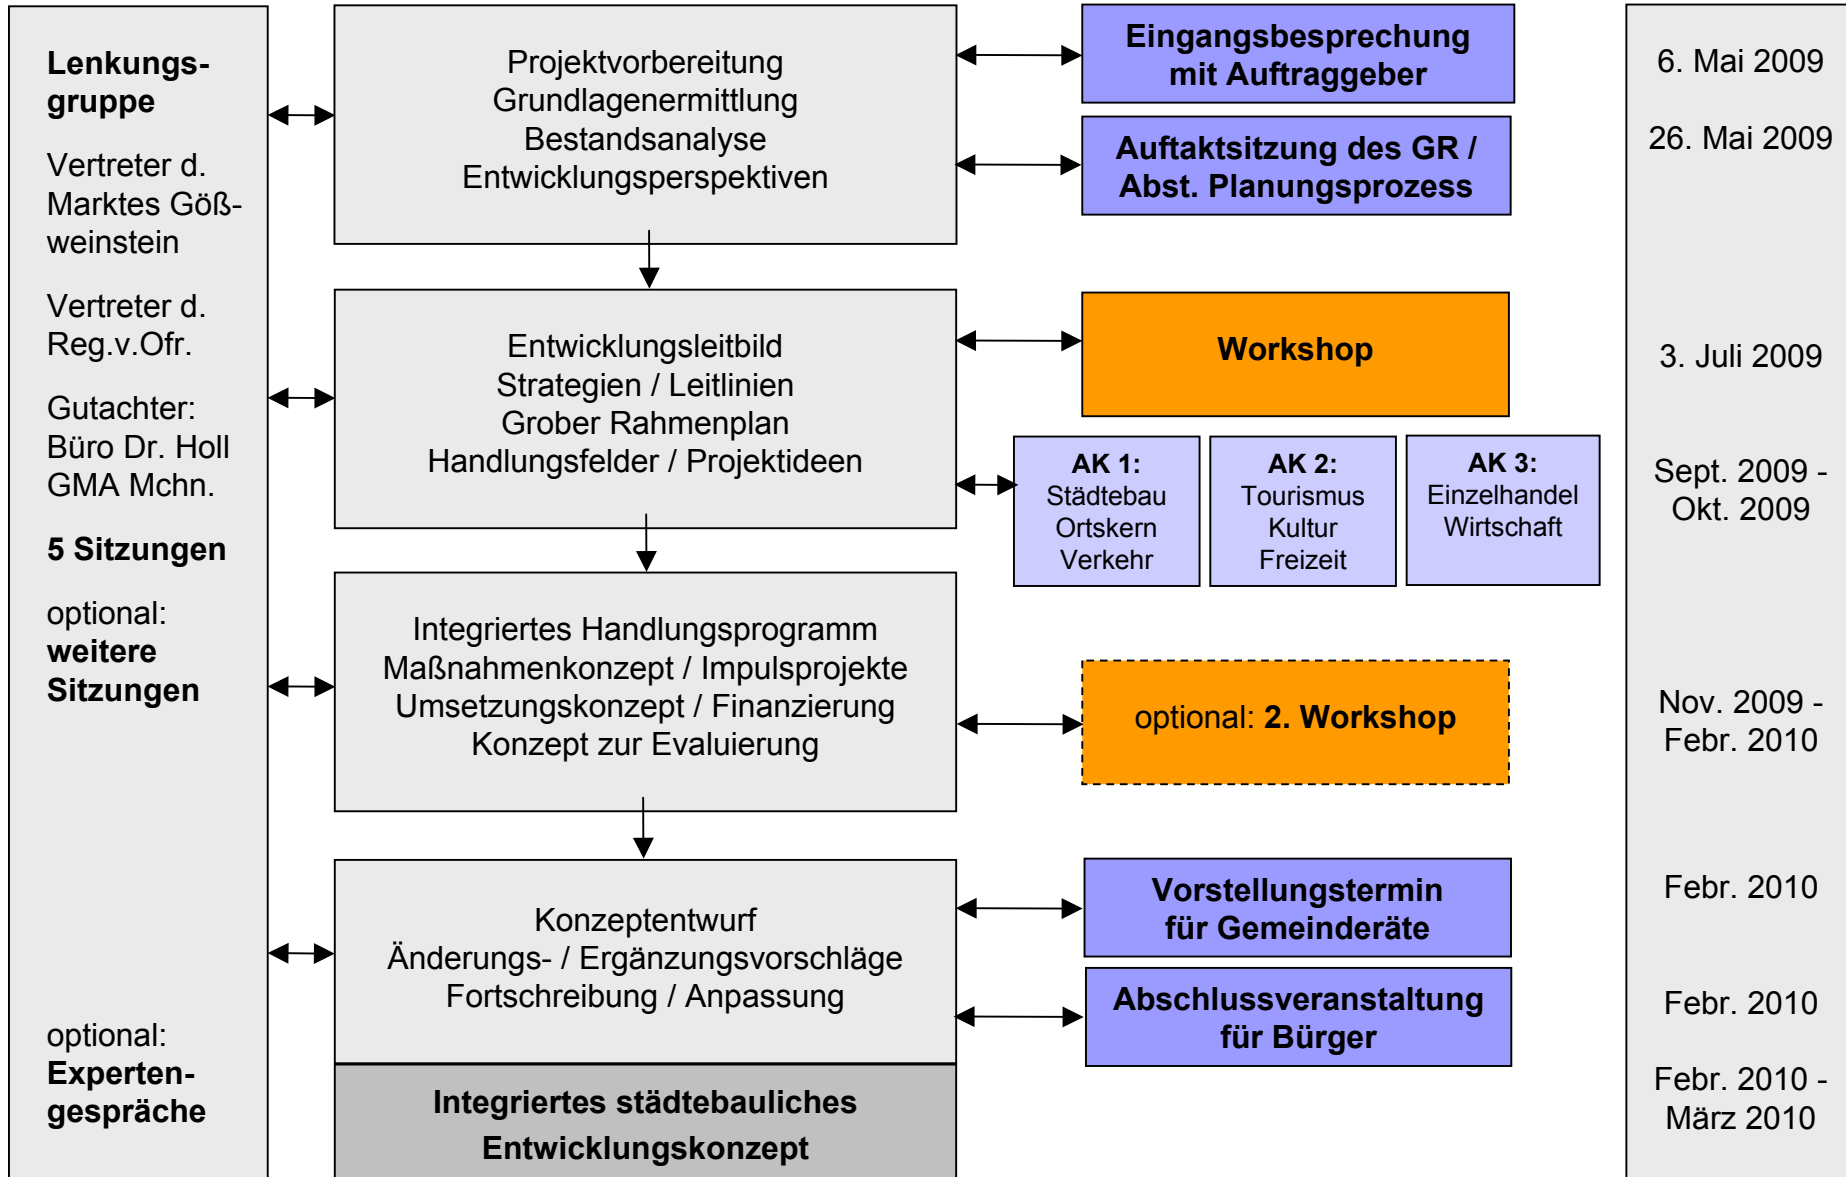 Lenkungs-
gruppe
Vertreter d.
Marktes Göß-
weinstein
Vertreter d.
Reg.v.Ofr.
Gutachter:
Büro Dr. Holl
GMA Mchn.
5 Sitzungen
optional:
weitere
Sitzungen
optional:
Experten-
gespräche
Projektvorbereitung
Grundlagenermittlung
Bestandsanalyse
Entwicklungsperspektiven
Entwicklungsleitbild
Strategien / Leitlinien
Grober Rahmenplan
Handlungsfelder / Projektideen
Integriertes Handlungsprogramm
Maßnahmenkonzept / Impulsprojekte
Umsetzungskonzept / Finanzierung
Konzept zur Evaluierung
Konzeptentwurf
Änderungs- / Ergänzungsvorschläge
Fortschreibung / Anpassung
Integriertes städtebauliches
Entwicklungskonzept
Eingangsbesprechung
mit Auftraggeber
Auftaktsitzung des GR /
Abst. Planungsprozess
Workshop
AK 1:
Städtebau
Ortskern
Verkehr
AK 2:
Tourismus
Kultur
Freizeit
AK 3:
Einzelhandel
Wirtschaft
optional: 2. Workshop
Vorstellungstermin
für Gemeinderäte
Abschlussveranstaltung
für Bürger
6. Mai 2009
26. Mai 2009
3. Juli 2009
Sept. 2009 -
Okt. 2009
Nov. 2009 -
Febr. 2010
Febr. 2010
Febr. 2010
Febr. 2010 -
März 2010